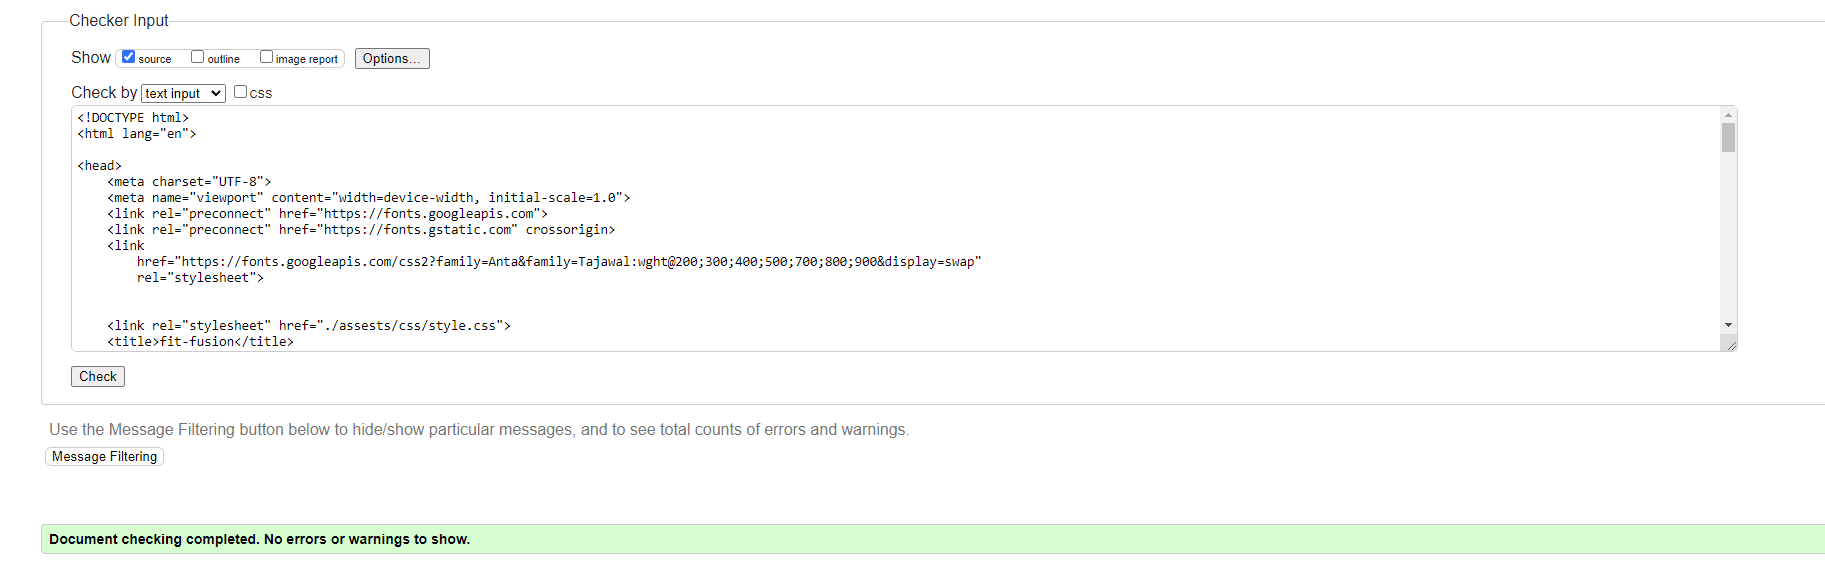 Checker Input
Show source outline image report Options...
Check by text input css
<!DOCTYPE html>
<html lang="en">
<head>
<meta charset="UTF-8">
<meta name="viewport" content="width=device-width, initial-scale=1.0">
<link rel="preconnect" href="https://fonts.googleapis.com">
<link rel="preconnect" href="https://fonts.gstatic.com" crossorigin>
<link
href="https://fonts.googleapis.com/css2?family=Anta&family=Tajawal:wght@200;300;400;500;700;800;900&display=swap"
rel="stylesheet">
<link rel="stylesheet" href="./assests/css/style.css">
<title>fit-fusion</title>
Check
Use the Message Filtering button below to hide/show particular messages, and to see total counts of errors and warnings.
Message Filtering
Document checking completed. No errors or warnings to show.